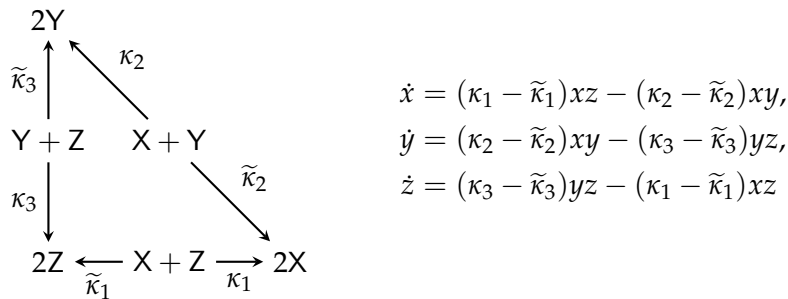 2Y
κ₂
κ̃₃
Y + Z
X + Y
κ̃₂
κ₃
2Z
X + Z
2X
κ̃₁
κ₁
ẋ = (κ₁ − κ̃₁)xz − (κ₂ − κ̃₂)xy,
ẏ = (κ₂ − κ̃₂)xy − (κ₃ − κ̃₃)yz,
ż = (κ₃ − κ̃₃)yz − (κ₁ − κ̃₁)xz